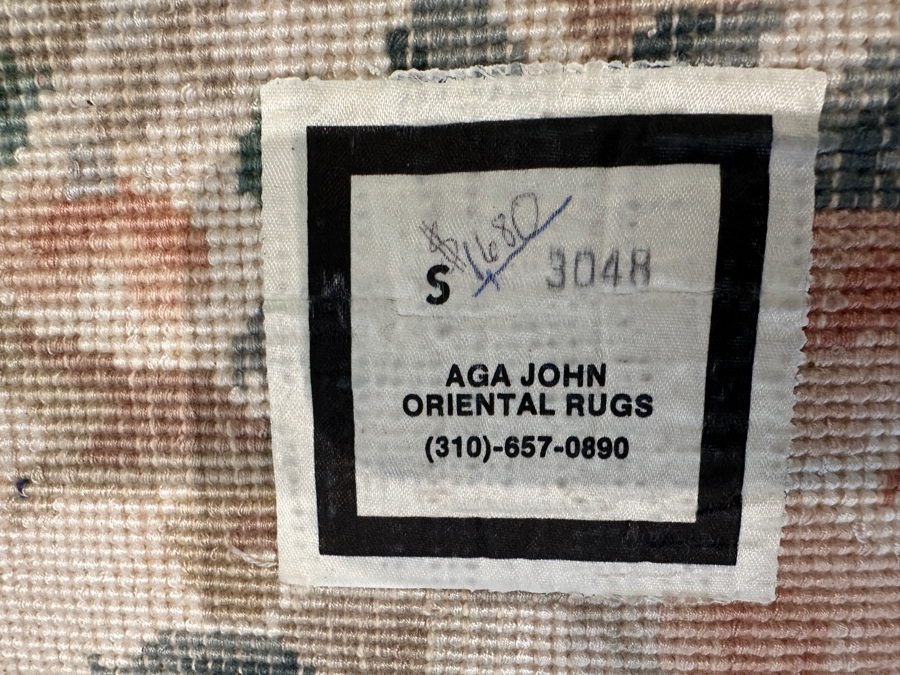 $1680
S 3048
AGA JOHN
ORIENTAL RUGS
(310)-657-0890